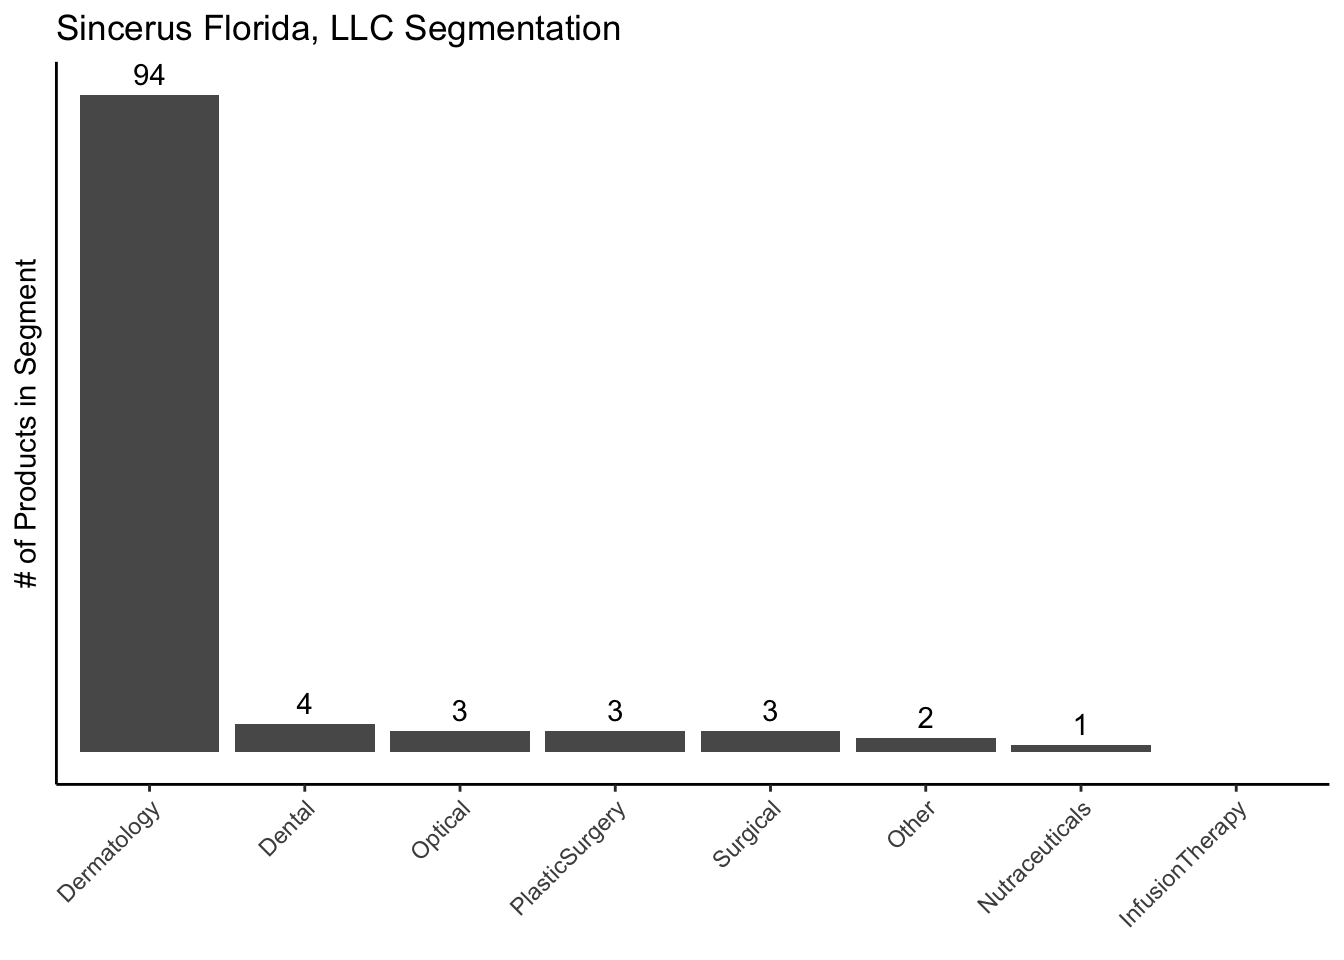 Sincerus Florida, LLC Segmentation
# of Products in Segment
94
4
3
3
3
2
1
Dermatology
Dental
Optical
PlasticSurgery
Surgical
Other
Nutraceuticals
InfusionTherapy